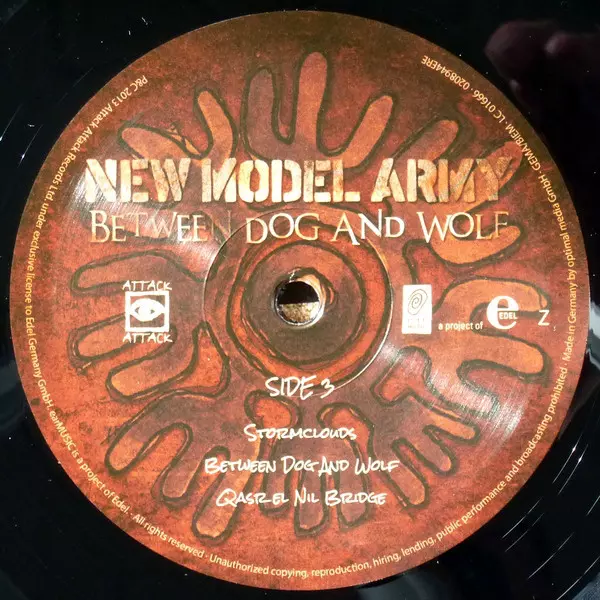 NEW MODEL ARMY
BETWEEN DOG AND WOLF
ATTACK
ATTACK
a project of
e
EDEL
Z
SIDE 3
STORMCLOUDS
BETWEEN DOG AND WOLF
QASR EL NIL BRIDGE
P&C 2013 Attack Attack Records Ltd. under exclusive license to Edel Germany GmbH. earMUSIC is a project of Edel. All rights reserved - Unauthorized copying, reproduction, hiring, lending, public performance and broadcasting prohibited. Made in Germany by optimal media GmbH - GEMA/BIEM - LC 01666 - 0208944ERE